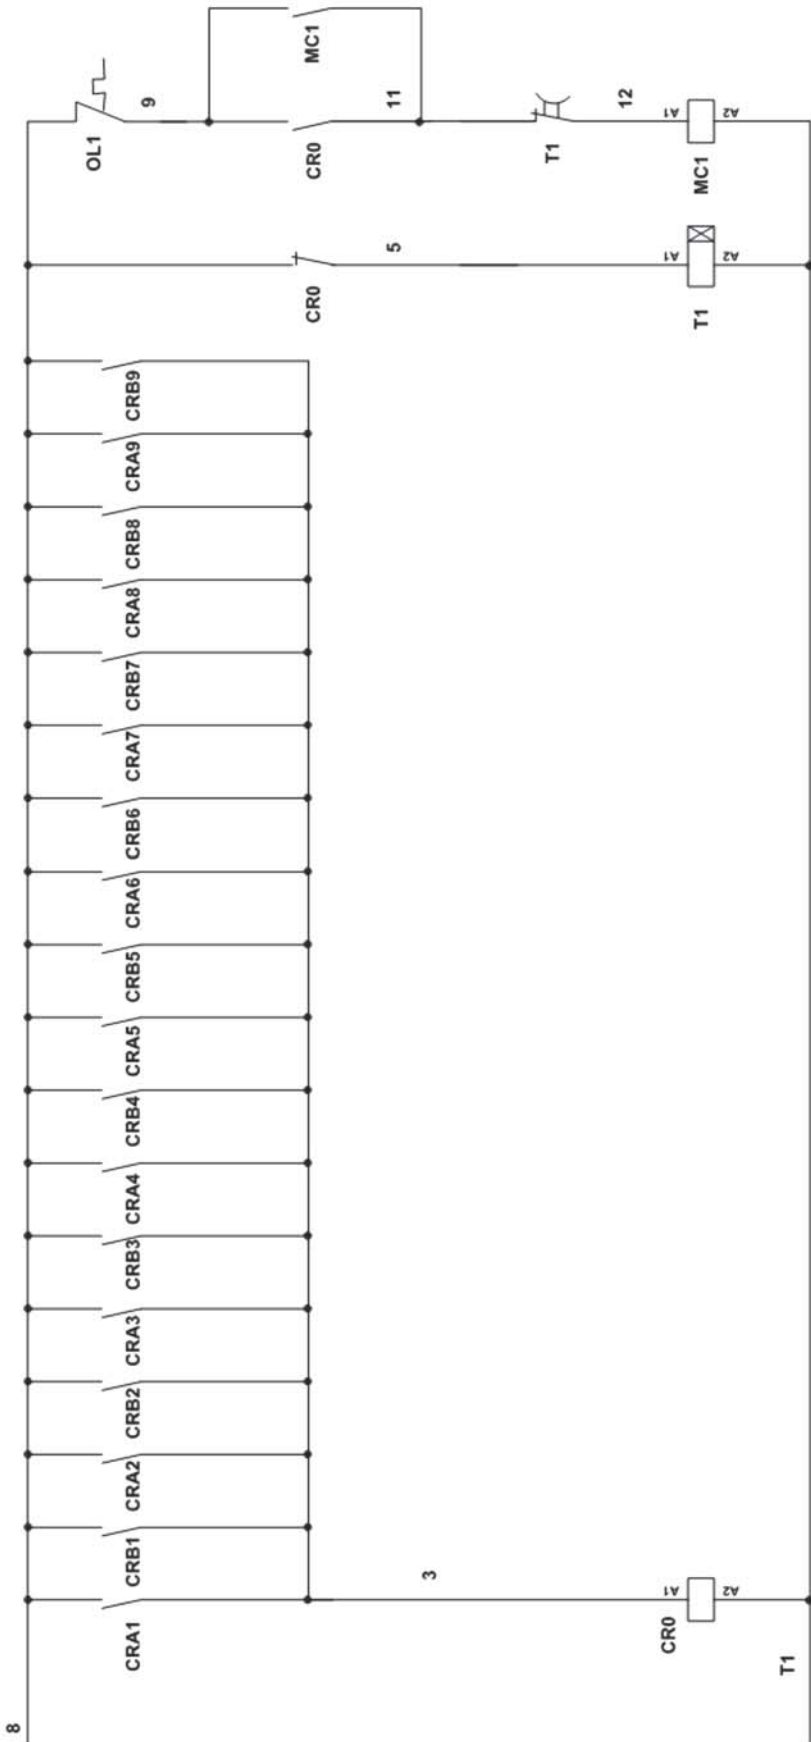 8
CRA1
CRB1
CRA2
CRB2
CRA3
CRB3
CRA4
CRB4
CRA5
CRB5
CRA6
CRB6
CRA7
CRB7
CRA8
CRB8
CRA9
CRB9
OL1
9
MC1
CR0
11
T1
12
A1
A2
MC1
CR0
5
A1
A2
T1
3
A1
A2
CR0
T1